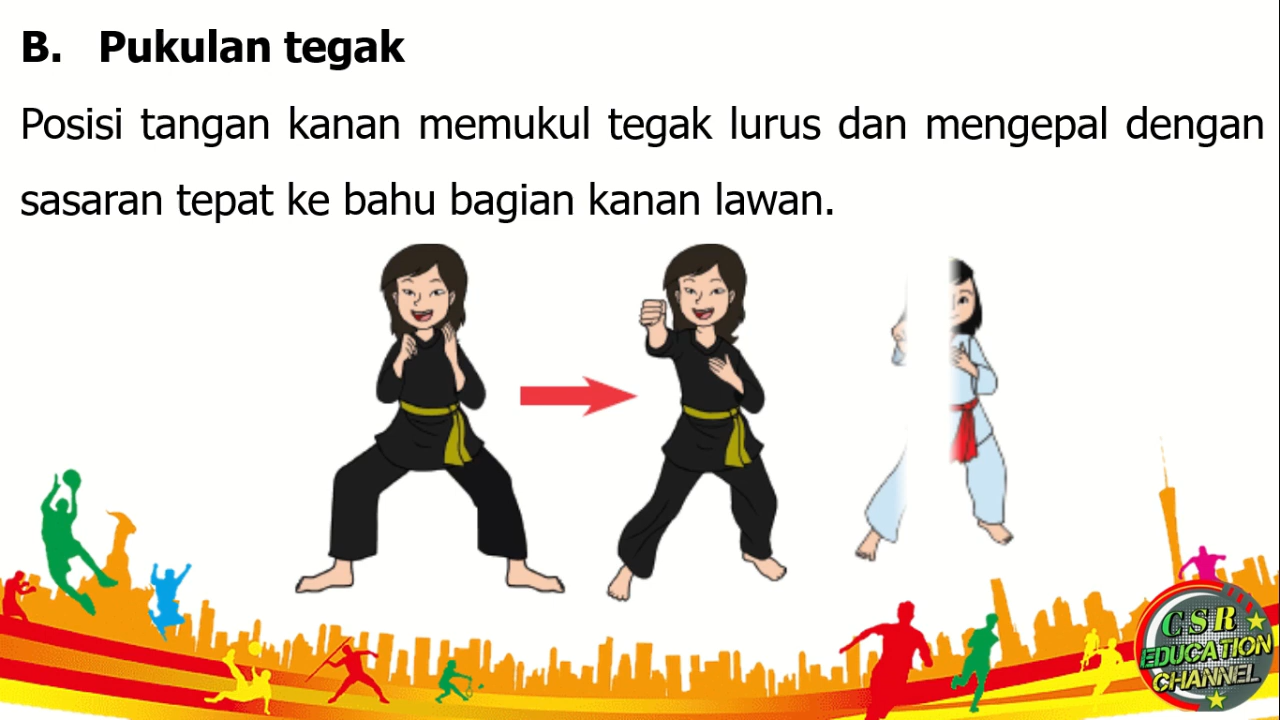 B. Pukulan tegak
Posisi tangan kanan memukul tegak lurus dan mengepal dengan
sasaran tepat ke bahu bagian kanan lawan.
CSR
EDUCATION
CHANNEL